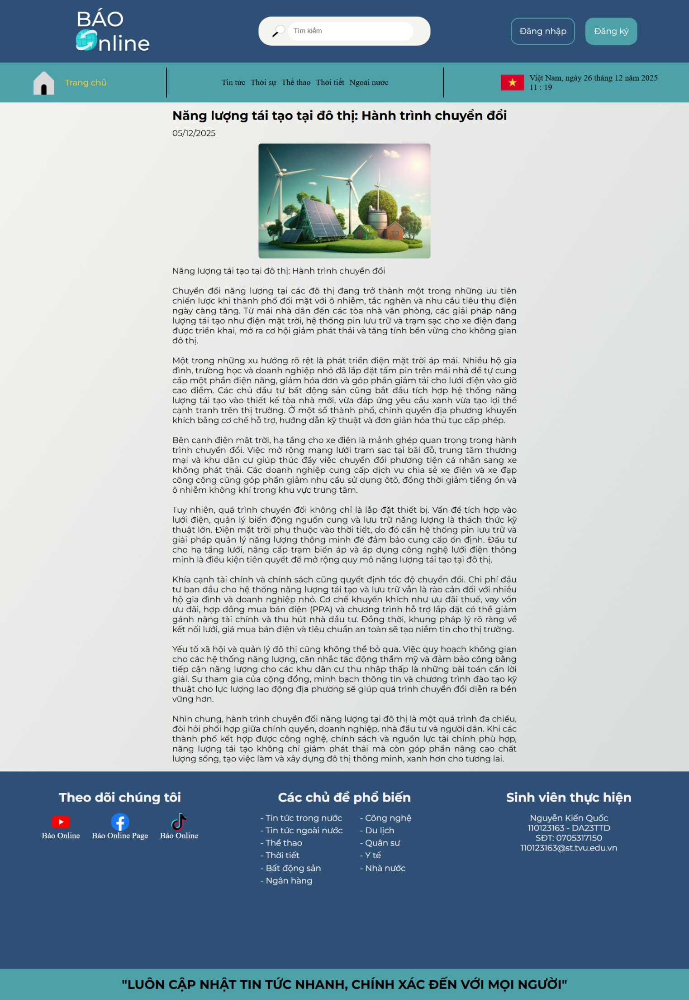 BÁO
Online
Tìm kiếm
Đăng nhập
Đăng ký
Trang chủ
Tin tức Thời sự Thể thao Thời tiết Ngoài nước
Việt Nam, ngày 26 tháng 12 năm 2025
11 : 19
Năng lượng tái tạo tại đô thị: Hành trình chuyển đổi
05/12/2025
Năng lượng tái tạo tại đô thị: Hành trình chuyển đổi
Chuyển đổi năng lượng tại các đô thị đang trở thành một trong những ưu tiên
chiến lược khi thành phố đối mặt với ô nhiễm, tắc nghẽn và nhu cầu tiêu thụ điện
ngày càng tăng. Từ mái nhà dân đến các tòa nhà văn phòng, các giải pháp năng
lượng tái tạo như điện mặt trời, hệ thống pin lưu trữ và trạm sạc cho xe điện đang
được triển khai, mở ra cơ hội giảm phát thải và tăng tính bền vững cho không gian
đô thị.
Một trong những xu hướng rõ rệt là phát triển điện mặt trời áp mái. Nhiều hộ gia
đình, trường học và doanh nghiệp nhỏ đã lắp đặt tấm pin trên mái nhà để tự cung
cấp một phần điện năng, giảm hóa đơn và góp phần giảm tải cho lưới điện vào giờ
cao điểm. Các chủ đầu tư bất động sản cũng bắt đầu tích hợp hệ thống năng
lượng tái tạo vào thiết kế tòa nhà mới, vừa đáp ứng yêu cầu xanh vừa tạo lợi thế
cạnh tranh trên thị trường. Ở một số thành phố, chính quyền địa phương khuyến
khích bằng cơ chế hỗ trợ, hướng dẫn kỹ thuật và đơn giản hóa thủ tục cấp phép.
Bên cạnh điện mặt trời, hạ tầng cho xe điện là mảnh ghép quan trọng trong hành
trình chuyển đổi. Việc mở rộng mạng lưới trạm sạc tại bãi đỗ, trung tâm thương
mại và khu dân cư giúp thúc đẩy việc chuyển đổi phương tiện cá nhân sang xe
không phát thải. Các doanh nghiệp cung cấp dịch vụ chia sẻ xe điện và xe đạp
công cộng cũng góp phần giảm nhu cầu sử dụng ôtô, đồng thời giảm tiếng ồn và
ô nhiễm không khí trong khu vực trung tâm.
Tuy nhiên, quá trình chuyển đổi không chỉ là lắp đặt thiết bị. Vấn đề tích hợp vào
lưới điện, quản lý biến động nguồn cung và lưu trữ năng lượng là thách thức kỹ
thuật lớn. Điện mặt trời phụ thuộc vào thời tiết, do đó cần hệ thống pin lưu trữ và
giải pháp quản lý năng lượng thông minh để đảm bảo cung cấp ổn định. Đầu tư
cho hạ tầng lưới, nâng cấp trạm biến áp và áp dụng công nghệ lưới điện thông
minh là điều kiện tiên quyết để mở rộng quy mô năng lượng tái tạo tại đô thị.
Khía cạnh tài chính và chính sách cũng quyết định tốc độ chuyển đổi. Chi phí đầu
tư ban đầu cho hệ thống năng lượng tái tạo và lưu trữ vẫn là rào cản đối với nhiều
hộ gia đình và doanh nghiệp nhỏ. Cơ chế khuyến khích như ưu đãi thuế, vay vốn
ưu đãi, hợp đồng mua bán điện (PPA) và chương trình hỗ trợ lắp đặt có thể giảm
gánh nặng tài chính và thu hút nhà đầu tư. Đồng thời, khung pháp lý rõ ràng về
kết nối lưới, giá mua bán điện và tiêu chuẩn an toàn sẽ tạo niềm tin cho thị trường.
Yếu tố xã hội và quản lý đô thị cũng không thể bỏ qua. Việc quy hoạch không gian
cho các hệ thống năng lượng, cân nhắc tác động thẩm mỹ và đảm bảo công bằng
tiếp cận năng lượng cho các khu dân cư thu nhập thấp là những bài toán cần lời
giải. Sự tham gia của cộng đồng, minh bạch thông tin và chương trình đào tạo kỹ
thuật cho lực lượng lao động địa phương sẽ giúp quá trình chuyển đổi diễn ra bền
vững hơn.
Nhìn chung, hành trình chuyển đổi năng lượng tại đô thị là một quá trình đa chiều,
đòi hỏi phối hợp giữa chính quyền, doanh nghiệp, nhà đầu tư và người dân. Khi các
thành phố kết hợp được công nghệ, chính sách và nguồn lực tài chính phù hợp,
năng lượng tái tạo không chỉ giảm phát thải mà còn góp phần nâng cao chất
lượng sống, tạo việc làm và xây dựng đô thị thông minh, xanh hơn cho tương lai.
Theo dõi chúng tôi
Báo Online Báo Online Page Báo Online
Các chủ đề phổ biến
- Tin tức trong nước
- Tin tức ngoài nước
- Thể thao
- Thời tiết
- Bất động sản
- Ngân hàng
- Công nghệ
- Du lịch
- Quân sư
- Y tế
- Nhà nước
Sinh viên thực hiện
Nguyễn Kiến Quốc
110123163 - DA23TTD
SĐT: 0705317150
110123163@st.tvu.edu.vn
"LUÔN CẬP NHẬT TIN TỨC NHANH, CHÍNH XÁC ĐẾN VỚI MỌI NGƯỜI"